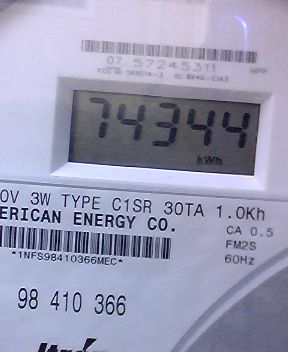 07 57245311
74344
kWh
0V 3W TYPE C1SR 30TA 1.0Kh
ERICAN ENERGY CO.
CA 0.5
FM2S
60Hz
*1NFS98410366MEC*
98 410 366
Itron